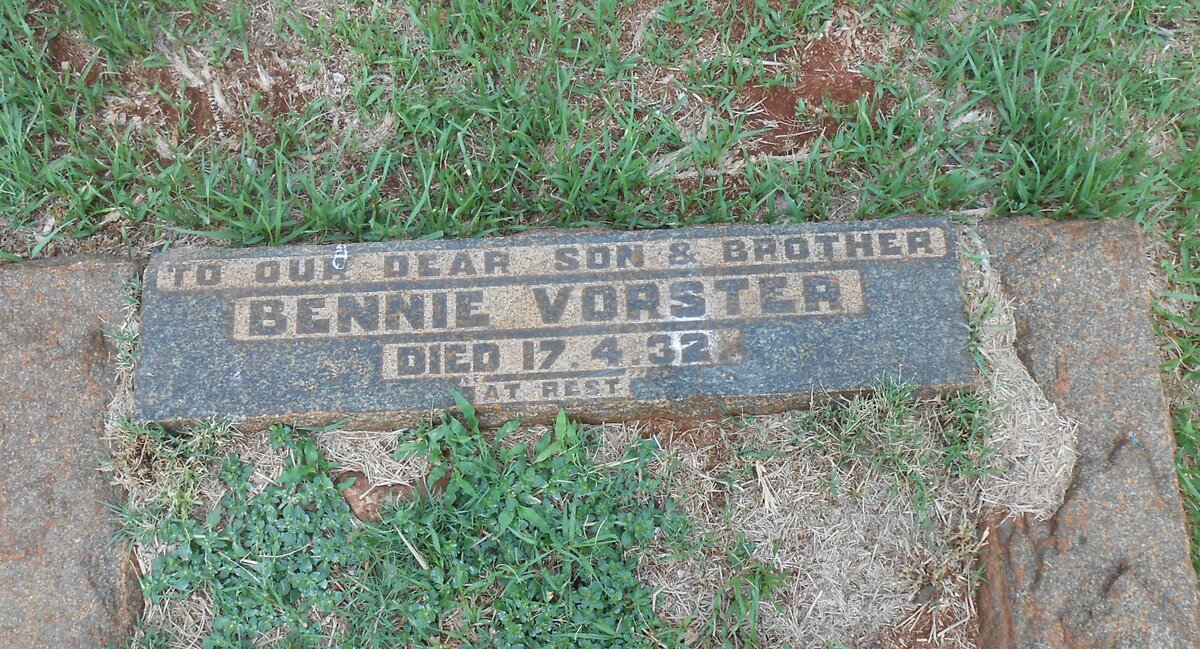 TO OUR DEAR SON & BROTHER
BENNIE VORSTER
DIED 17.4.32
AT REST